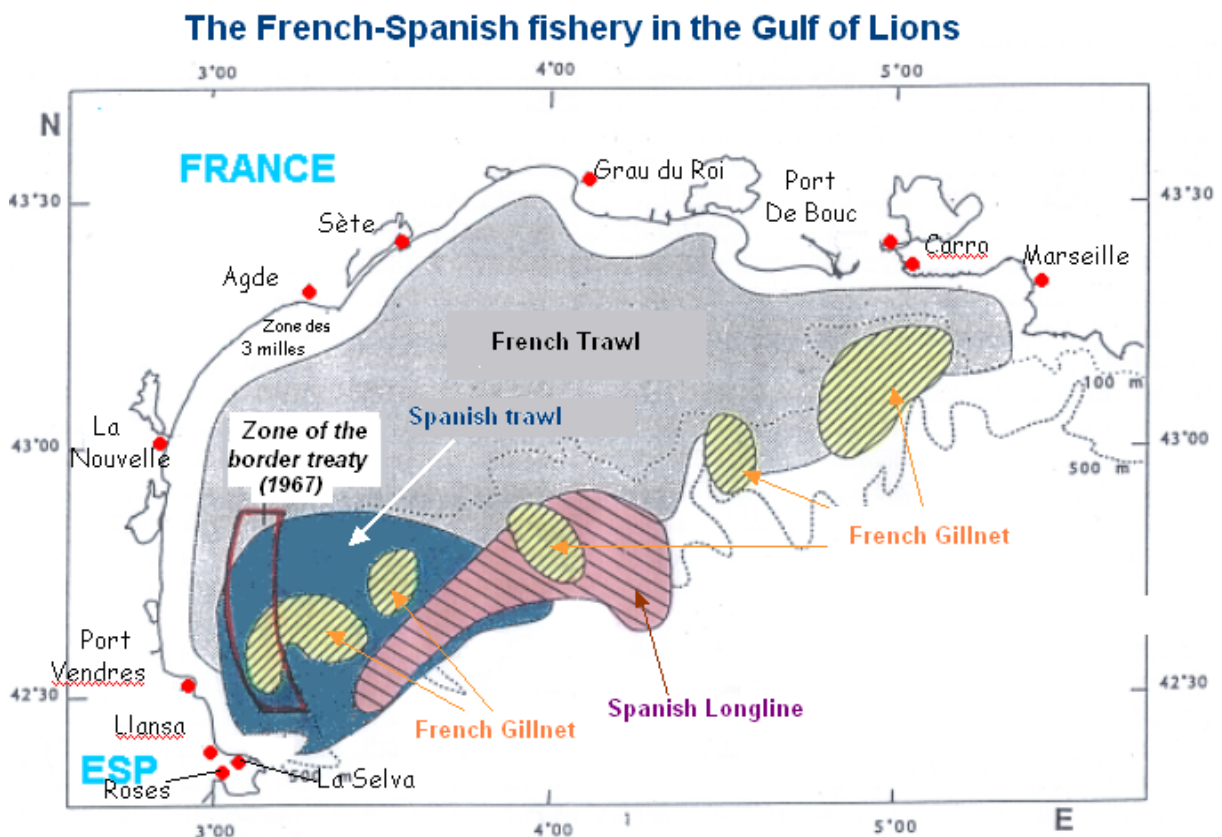 The French-Spanish fishery in the Gulf of Lions
3°00
4°00
5°00
N
FRANCE
43°30
43°30
Grau du Roi
Port
De Bouc
Sète
Carro
Marseille
Agde
Zone des
3 milles
French Trawl
100 m
Spanish trawl
La
Nouvelle
43°00
43°00
Zone of the
border treaty
(1967)
500 m
French Gillnet
Port
Vendres
42°30
42°30
Spanish Longline
French Gillnet
Llansa
ESP
500 m
La Selva
Roses
3°00
4°00
1
5°00
E